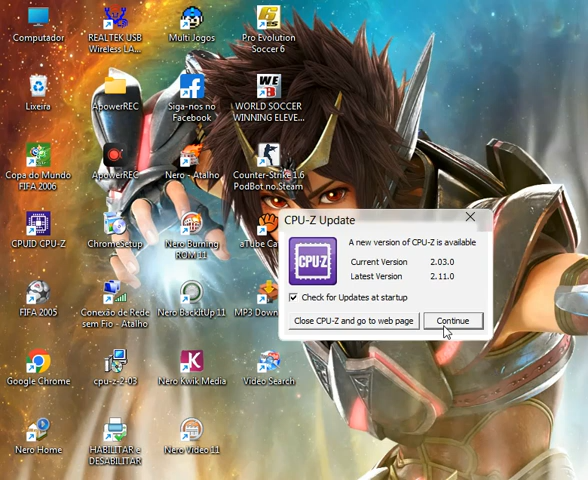 Computador
REALTEK USB
Wireless LA...
Multi Jogos
Pro Evolution
Soccer 6
Lixeira
ApowerREC
Siga-nos no
Facebook
WORLD SOCCER
WINNING ELEVE...
Copa do Mundo
FIFA 2006
ApowerREC
Nero - Atalho
Counter-Strike 1.6
PodBot no Steam
CPUID CPU-Z
ChromeSetup
Nero Burning
ROM 11
aTube Ca
FIFA 2005
Conexão de Rede
sem Fio - Atalho
Nero BackItUp 11
MP3 Down
Google Chrome
cpu-z-2-03
Nero Kwik Media
Video Search
Nero Home
HABILITAR e
DESABILITAR
Nero Video 11
CPU-Z Update
CPU-Z
A new version of CPU-Z is available
Current Version 2.03.0
Latest Version 2.11.0
Check for Updates at startup
Close CPU-Z and go to web page
Continue